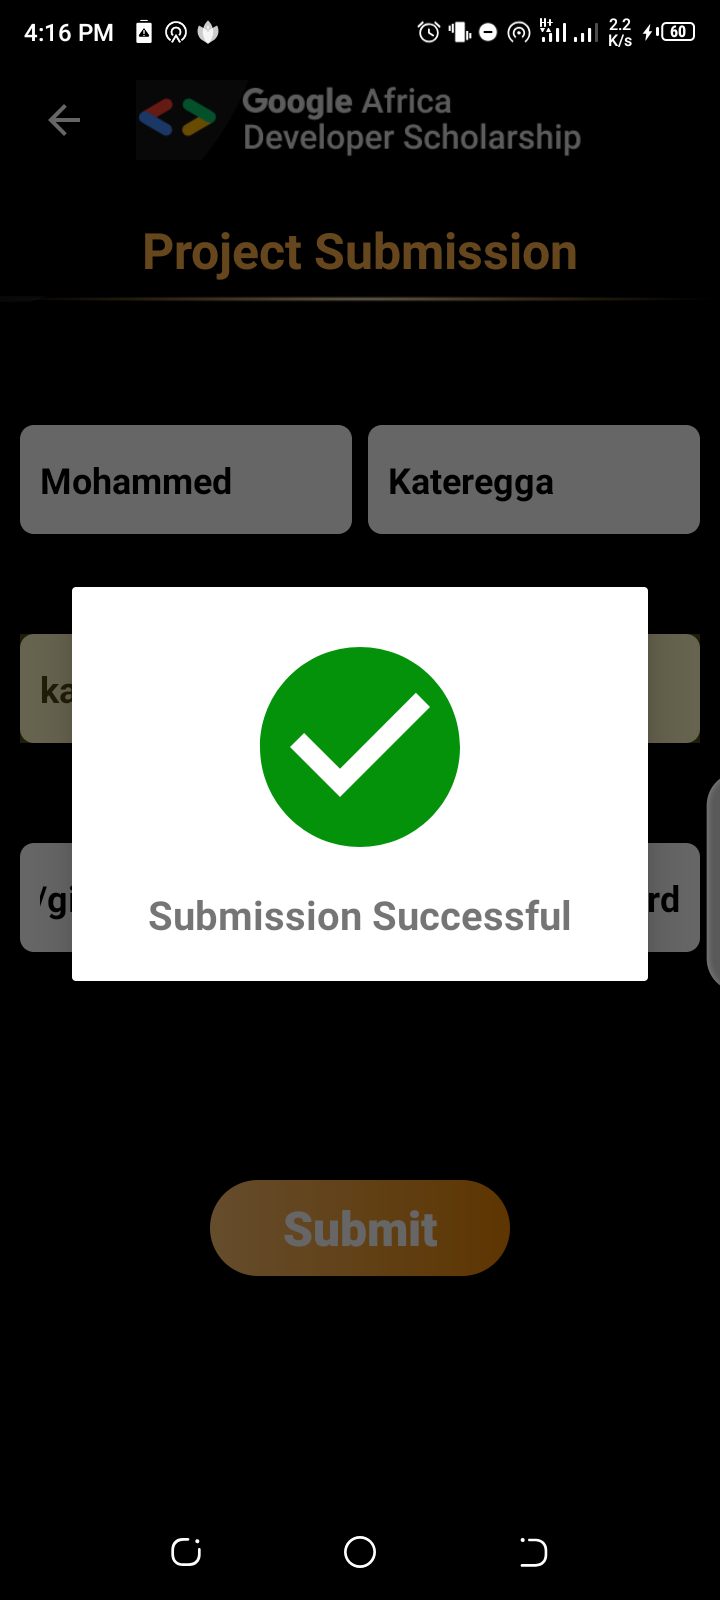 4:16 PM
H+
2.2
K/s
60
Google Africa
Developer Scholarship
Project Submission
Mohammed
Kateregga
ka
/gi
rd
Submission Successful
Submit